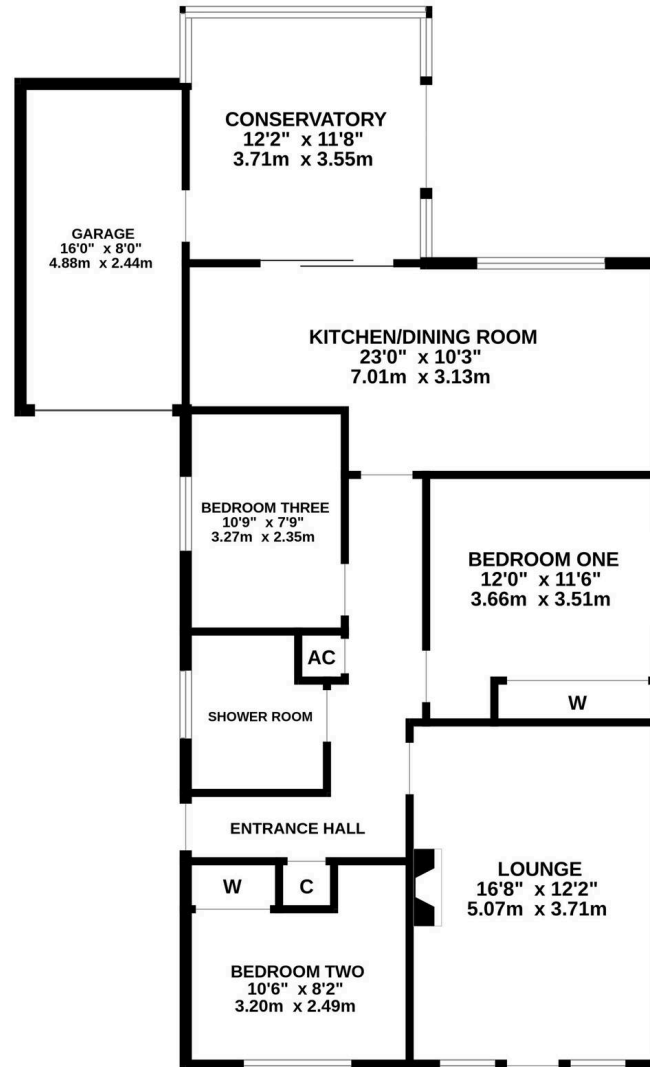 CONSERVATORY
12'2" x 11'8"
3.71m x 3.55m
GARAGE
16'0" x 8'0"
4.88m x 2.44m
KITCHEN/DINING ROOM
23'0" x 10'3"
7.01m x 3.13m
BEDROOM THREE
10'9" x 7'9"
3.27m x 2.35m
BEDROOM ONE
12'0" x 11'6"
3.66m x 3.51m
AC
W
SHOWER ROOM
ENTRANCE HALL
LOUNGE
16'8" x 12'2"
5.07m x 3.71m
W
C
BEDROOM TWO
10'6" x 8'2"
3.20m x 2.49m